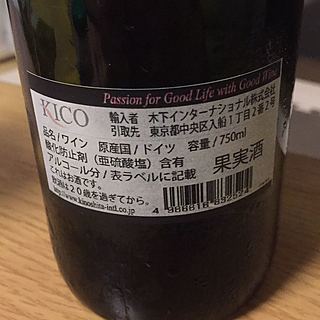 Passion for Good Life with Good Wine
KICO
輸入者 木下インターナショナル株式会社
引取先 東京都中央区入船1丁目2番2号
品名/ワイン 原産国/ドイツ 容量/750ml
酸化防止剤(亜硫酸塩)含有
アルコール分/表ラベルに記載
果実酒
これはお酒です。
飲酒は20歳を過ぎてから。
www.kinoshita-intl.co.jp